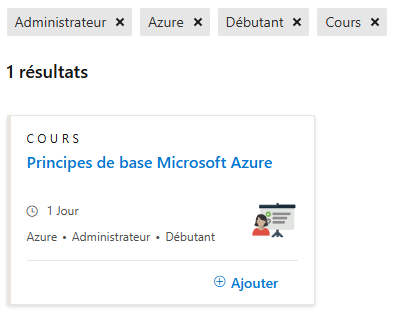 Administrateur × Azure × Débutant × Cours ×
1 résultats
COURS
Principes de base Microsoft Azure
1 Jour
Azure • Administrateur • Débutant
Ajouter